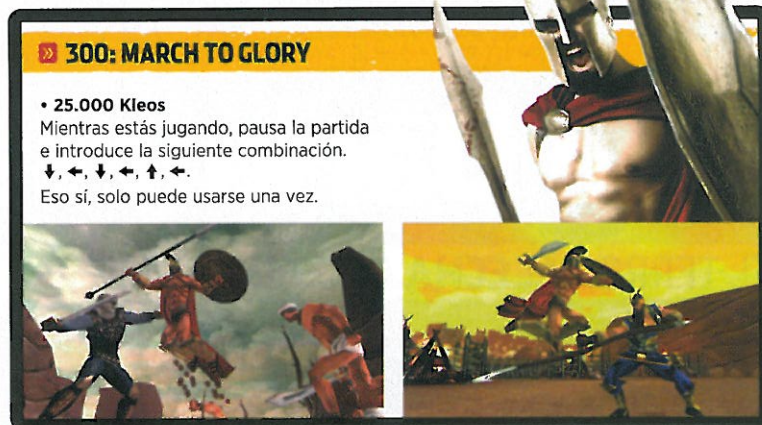 300: MARCH TO GLORY
• 25.000 Kleos
Mientras estás jugando, pausa la partida
e introduce la siguiente combinación.
↓, ←, ↓, ←, ↑, ←.
Eso sí, solo puede usarse una vez.